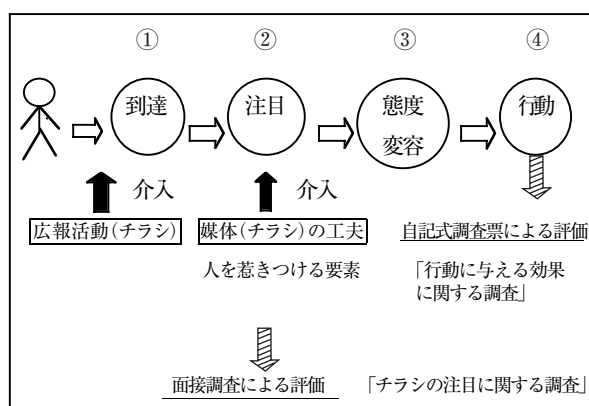 ① ② ③ ④
到達 注目 態度変容 行動
介入 介入
広報活動(チラシ) 媒体(チラシ)の工夫 自記式調査票による評価
人を惹きつける要素 「行動に与える効果
に関する調査」
面接調査による評価 「チラシの注目に関する調査」